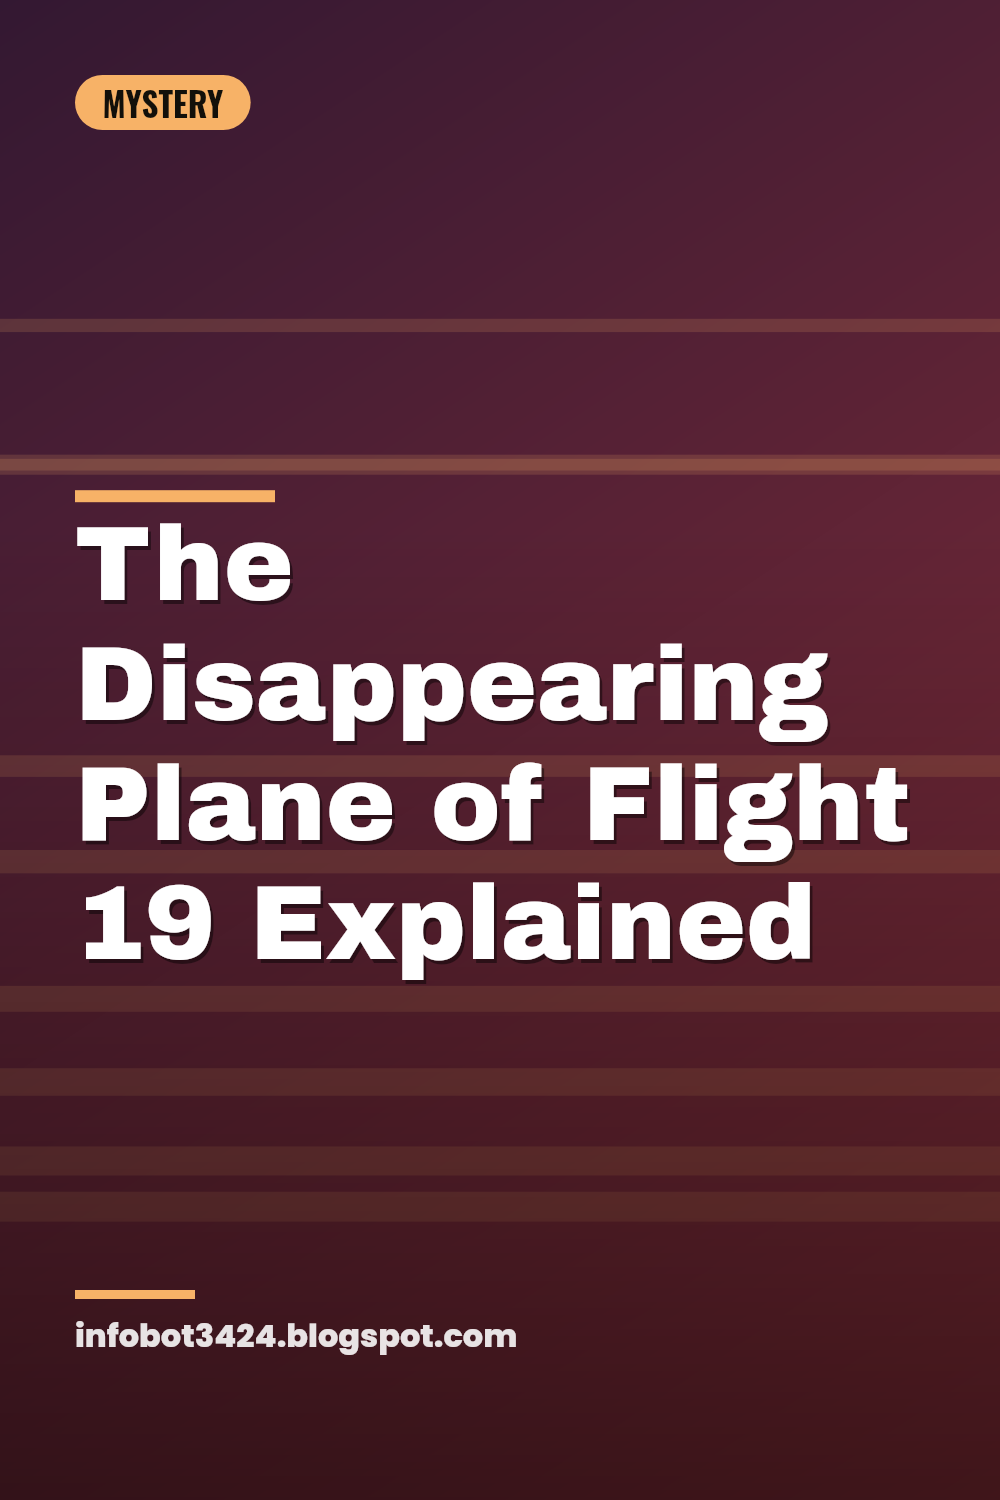 MYSTERY
The
Disappearing
Plane of Flight
19 Explained
infobot3424.blogspot.com